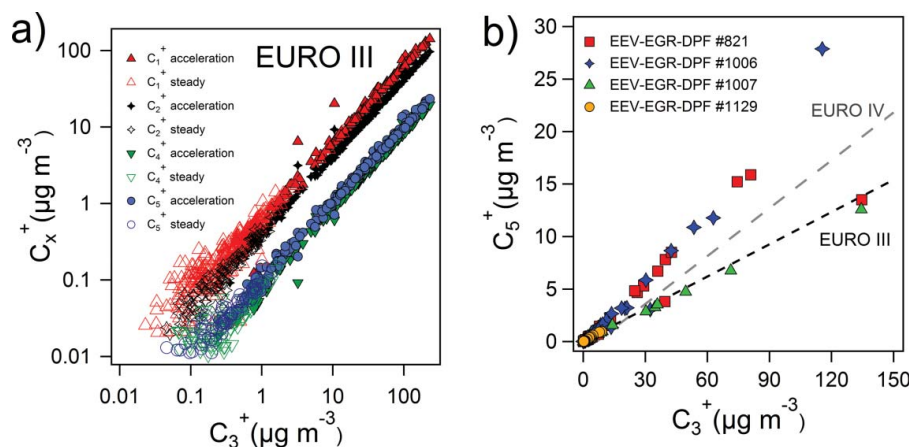 a)
EURO III
C₁⁺ acceleration
C₁⁺ steady
C₂⁺ acceleration
C₂⁺ steady
C₄⁺ acceleration
C₄⁺ steady
C₅⁺ acceleration
C₅⁺ steady
Cₓ⁺ (µg m⁻³)
100
10
1
0.1
0.01
0.01 0.1 1 10 100
C₃⁺ (µg m⁻³)
b)
EEV-EGR-DPF #821
EEV-EGR-DPF #1006
EEV-EGR-DPF #1007
EEV-EGR-DPF #1129
EURO IV
EURO III
C₅⁺ (µg m⁻³)
30
25
20
15
10
5
0
0 30 60 90 120 150
C₃⁺ (µg m⁻³)